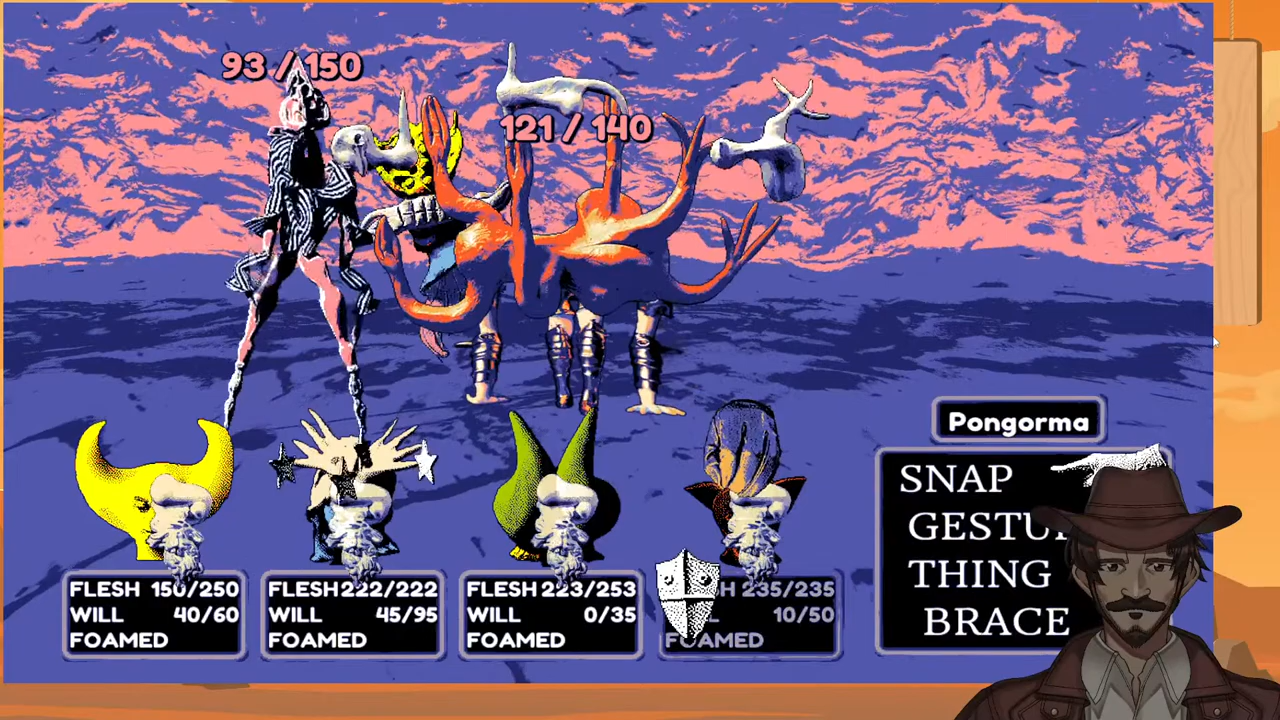 93 / 150
121 / 140
Pongorma
SNAP
THING
BRACE
FLESH 150/250
WILL 40/60
FOAMED
FLESH 222/222
WILL 45/95
FOAMED
FLESH 223/253
WILL 0/35
FOAMED
235/235
10/50
FOAMED